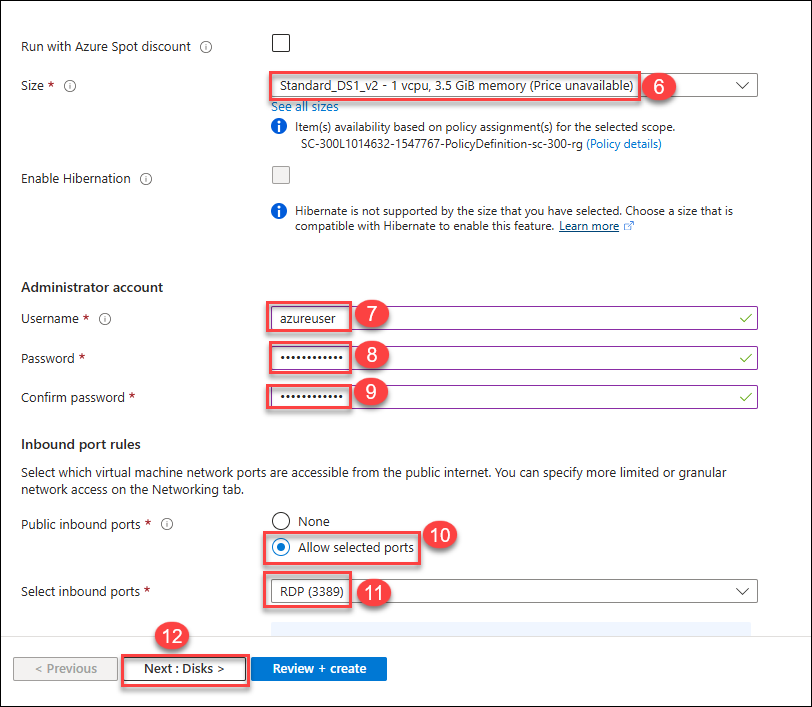 Run with Azure Spot discount
Size *
Standard_DS1_v2 - 1 vcpu, 3.5 GiB memory (Price unavailable)
6
See all sizes
Item(s) availability based on policy assignment(s) for the selected scope.
SC-300L1014632-1547767-PolicyDefinition-sc-300-rg (Policy details)
Enable Hibernation
Hibernate is not supported by the size that you have selected. Choose a size that is
compatible with Hibernate to enable this feature. Learn more
Administrator account
Username *
azureuser
7
Password *
••••••••••••
8
Confirm password *
••••••••••••
9
Inbound port rules
Select which virtual machine network ports are accessible from the public internet. You can specify more limited or granular
network access on the Networking tab.
Public inbound ports *
None
Allow selected ports
10
Select inbound ports *
RDP (3389)
11
12
< Previous
Next : Disks >
Review + create